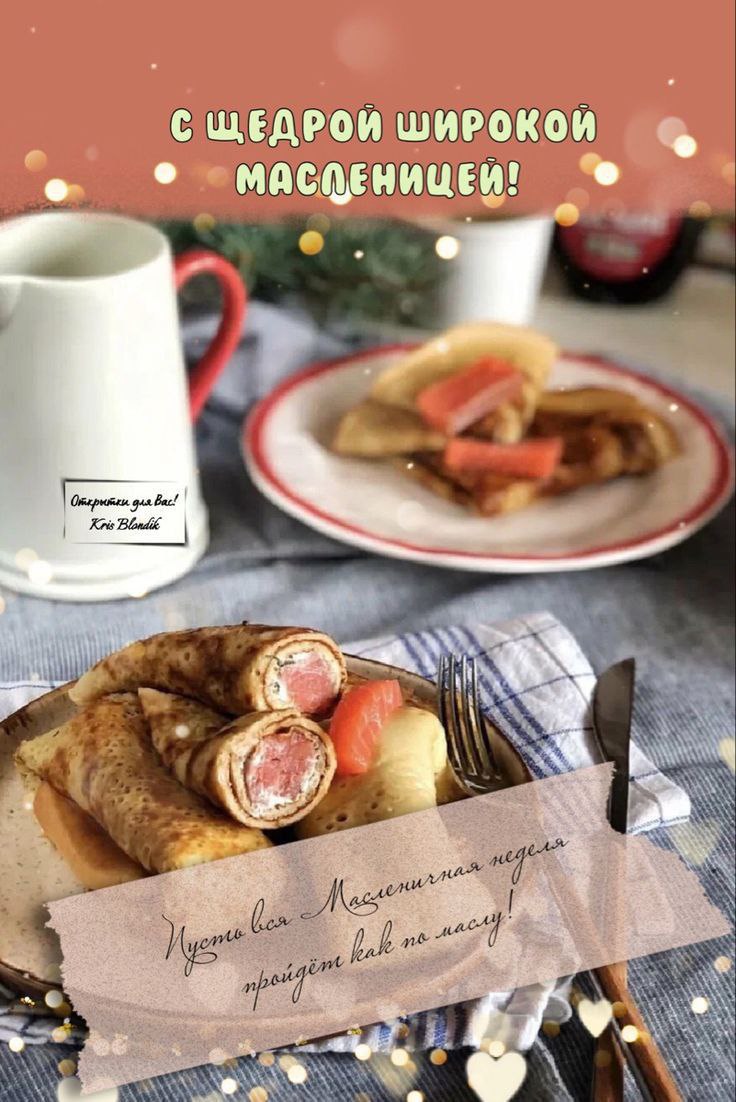 С ЩЕДРОЙ ШИРОКОЙ
МАСЛЕНИЦЕЙ!
Открытки для Вас!
Kris Blondik
Пусть вся Масленичная неделя
пройдёт как по маслу!